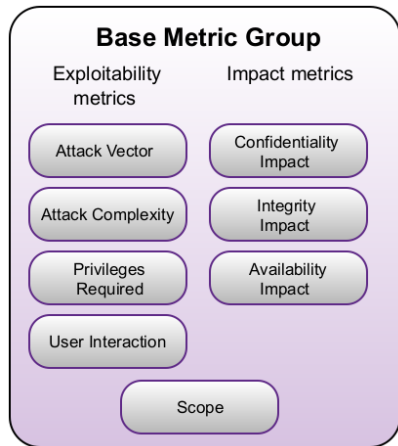 Base Metric Group
Exploitability
metrics
Impact metrics
Attack Vector
Confidentiality
Impact
Attack Complexity
Integrity
Impact
Privileges
Required
Availability
Impact
User Interaction
Scope